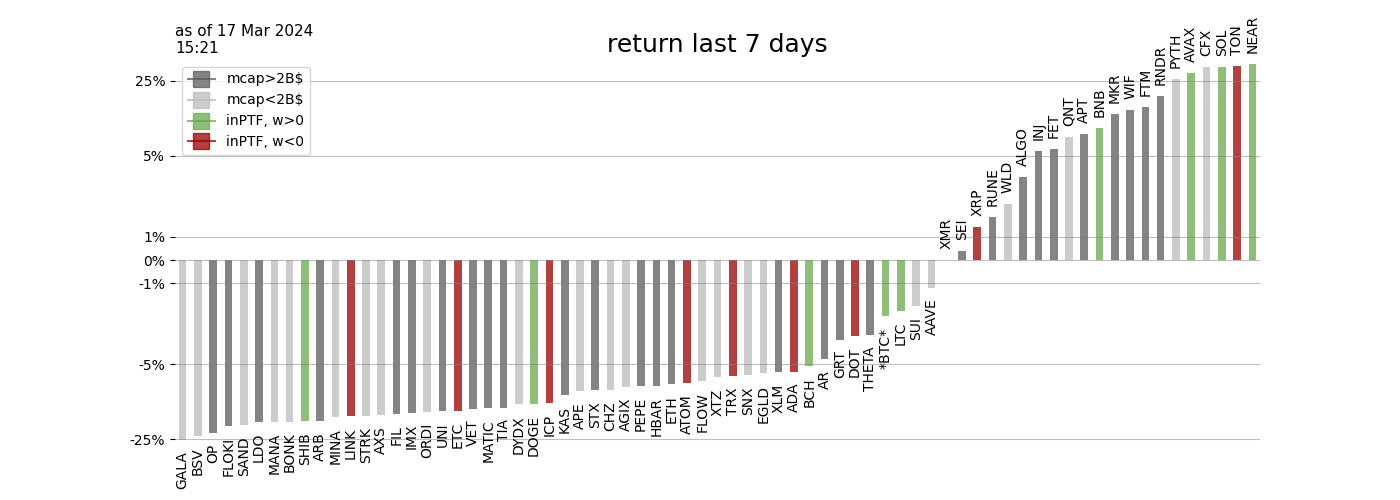 as of 17 Mar 2024
15:21
return last 7 days
mcap>2B$
mcap<2B$
inPTF, w>0
inPTF, w<0
25%
5%
1%
0%
-1%
-5%
-25%
GALA
BSV
OP
FLOKI
SAND
LDO
MANA
BONK
SHIB
ARB
MINA
LINK
STRK
AXS
FIL
IMX
ORDI
UNI
ETC
VET
MATIC
TIA
DYDX
DOGE
ICP
KAS
APE
STX
CHZ
AGIX
PEPE
HBAR
ETH
ATOM
FLOW
XTZ
TRX
SNX
EGLD
XLM
ADA
BCH
AR
GRT
DOT
THETA
*BTC*
LTC
SUI
AAVE
XMR
SEI
XRP
RUNE
WLD
ALGO
INJ
FET
QNT
APT
BNB
MKR
WIF
FTM
RNDR
PYTH
AVAX
CFX
SOL
TON
NEAR